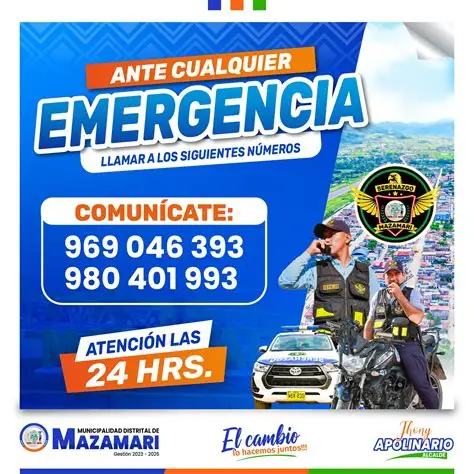 ANTE CUALQUIER
EMERGENCIA
LLAMAR A LOS SIGUIENTES NÚMEROS
SERENAZGO
MAZAMARI
COMUNÍCATE:
969 046 393
980 401 993
ATENCIÓN LAS
24 HRS.
MUNICIPALIDAD DISTRITAL DE
MAZAMARI
Gestión 2023 - 2026
El cambio
lo hacemos juntos!!!
Jhony
APOLINARIO
ALCALDE